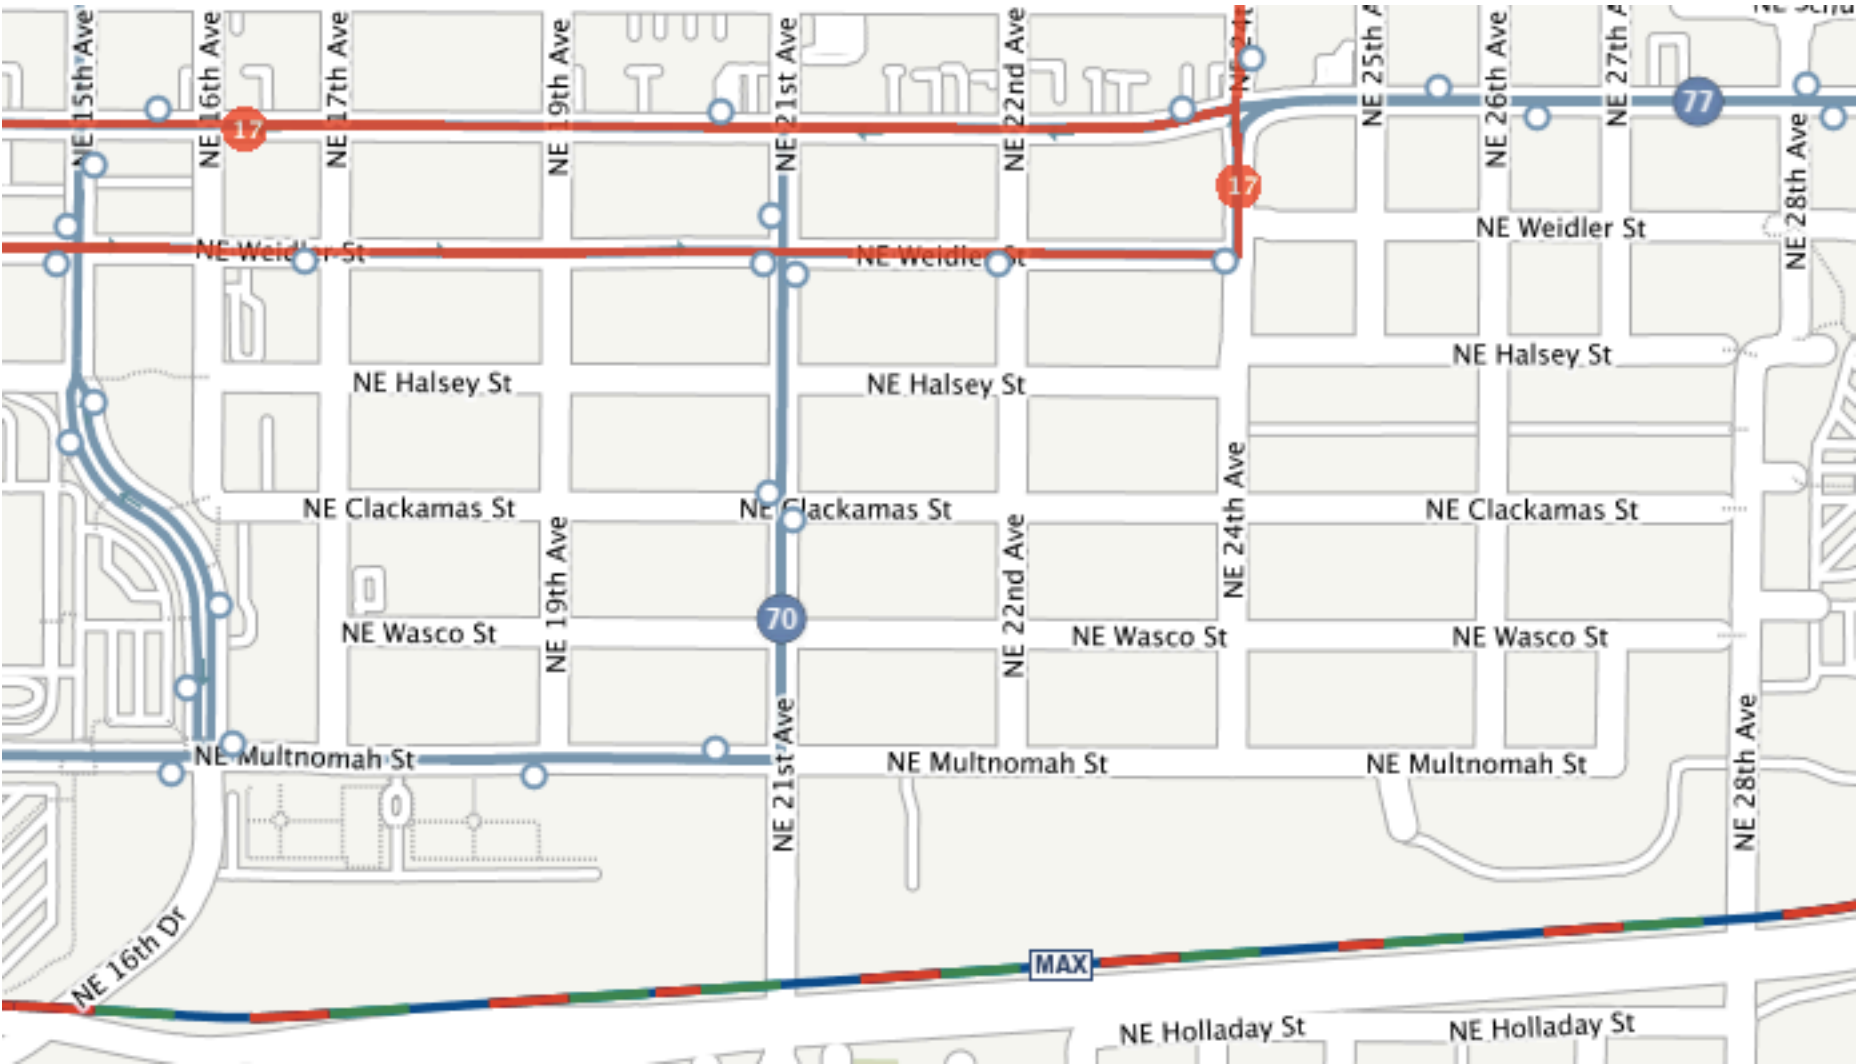 NE 15th Ave
NE 16th Ave
NE 17th Ave
NE 19th Ave
NE 21st Ave
NE 22nd Ave
NE 24t
NE 25th A
NE 26th Ave
NE 27th A
77
17
17
NE 28th Ave
NE Weidler St
NE Weidler St
NE Weidler St
NE Halsey St
NE Halsey St
NE Halsey St
NE 24th Ave
NE Clackamas St
NE Clackamas St
NE Clackamas St
NE 19th Ave
NE 22nd Ave
70
NE Wasco St
NE Wasco St
NE Wasco St
NE 21st Ave
NE 28th Ave
NE Multnomah St
NE Multnomah St
NE Multnomah St
NE 16th Dr
MAX
NE Holladay St
NE Holladay St